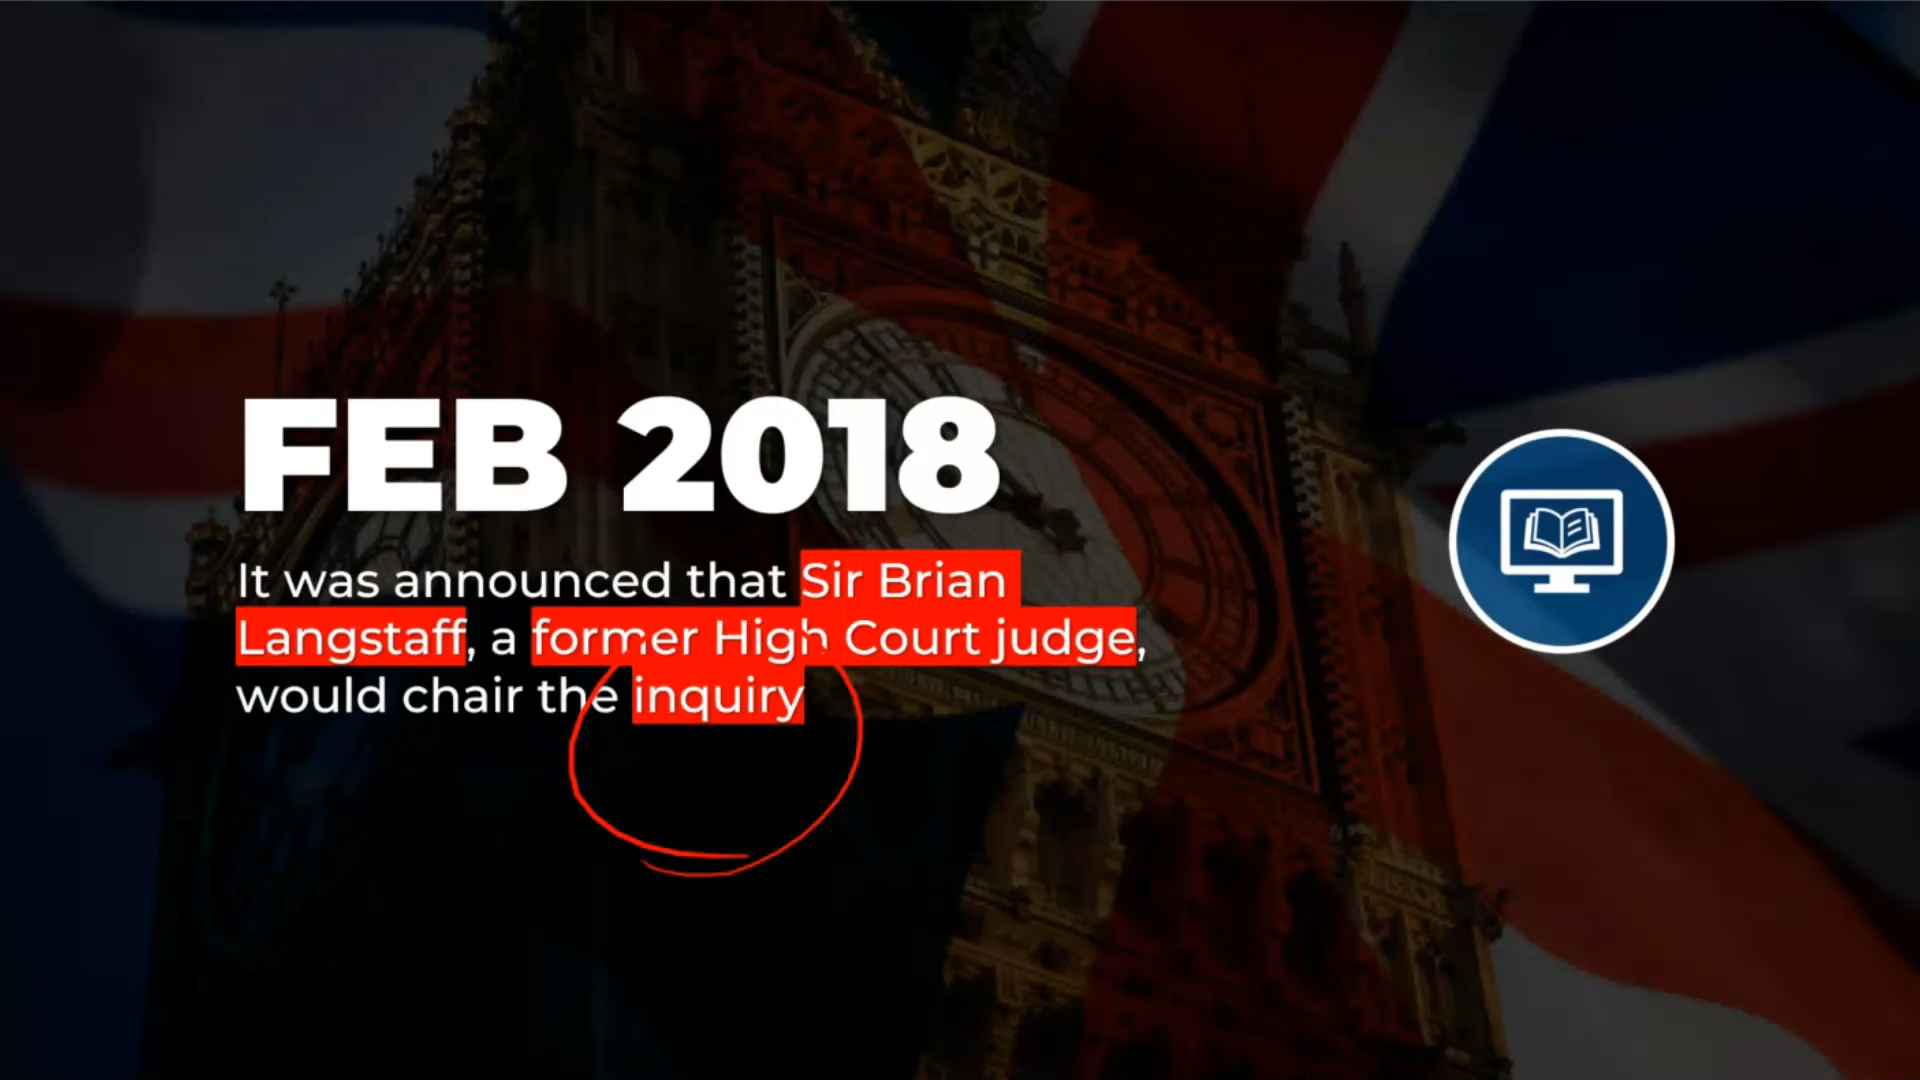 FEB 2018
It was announced that Sir Brian
Langstaff, a former High Court judge,
would chair the inquiry